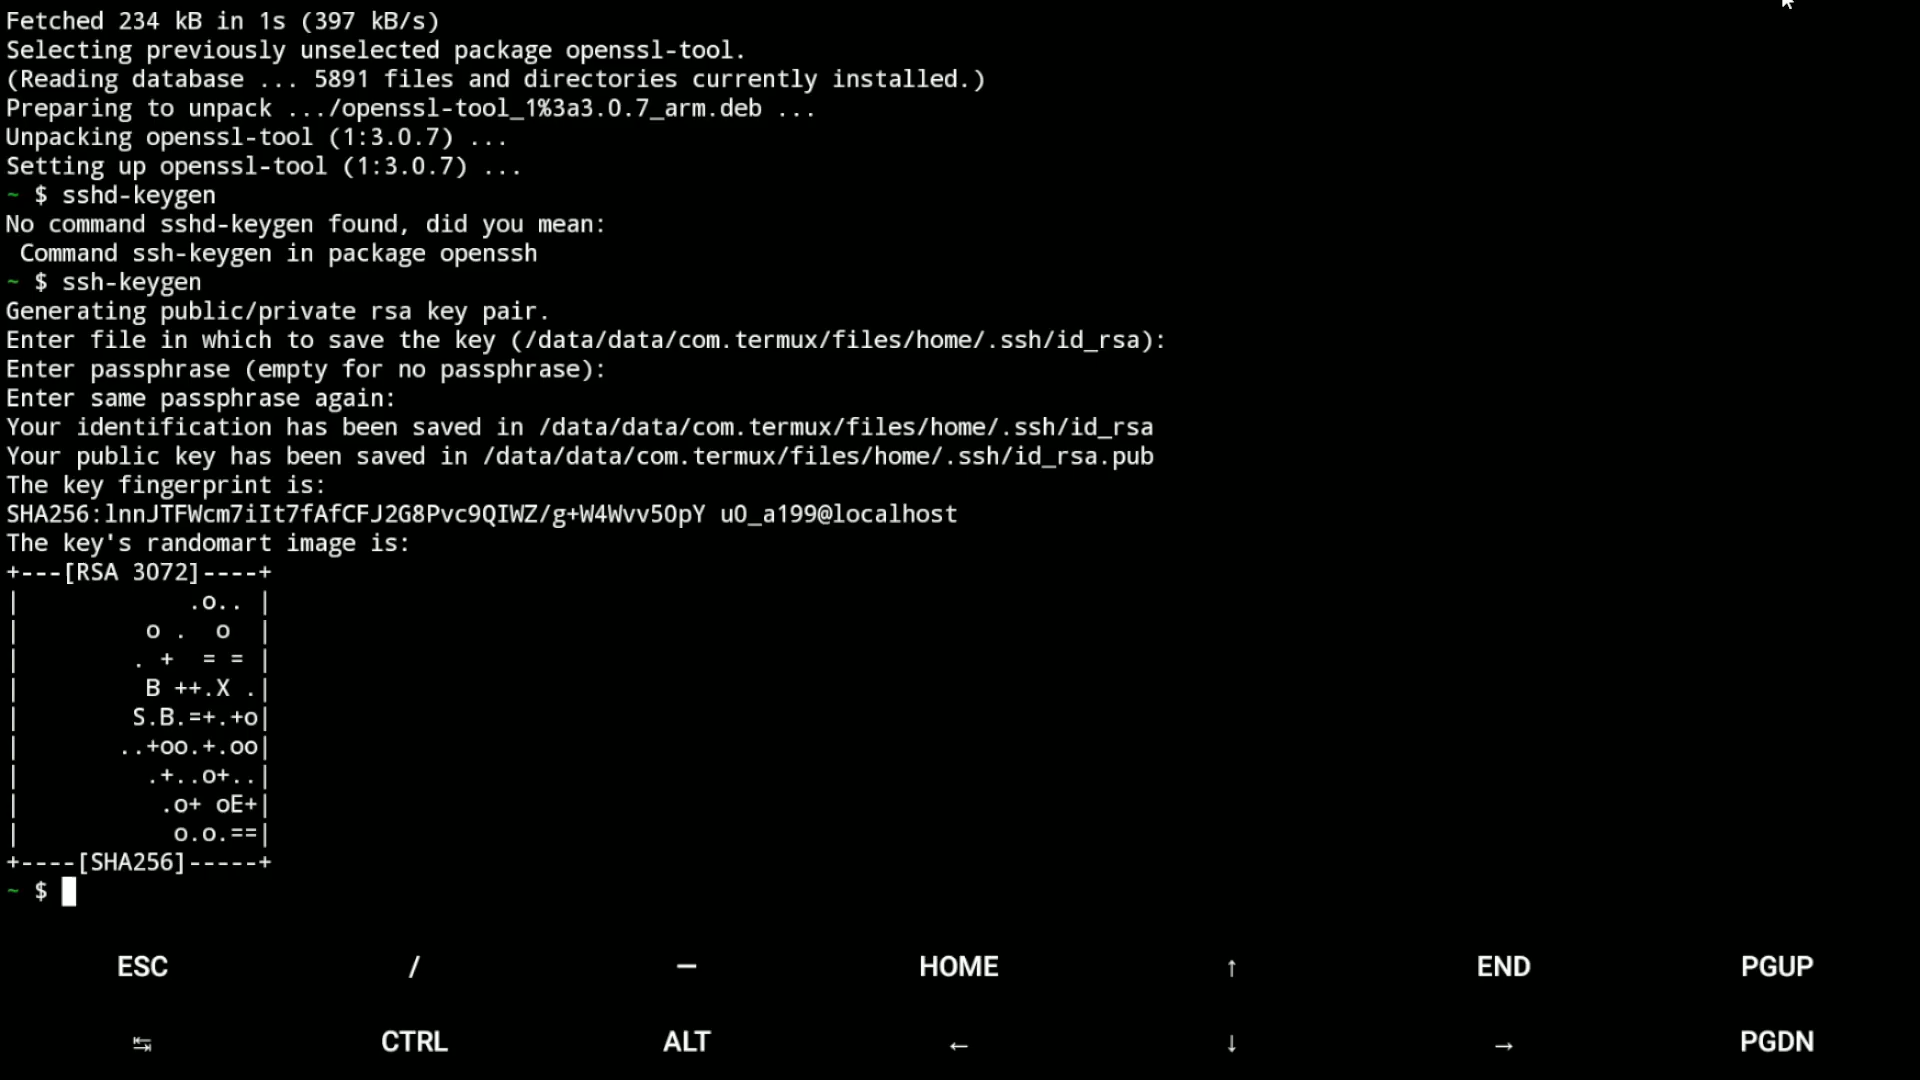 Fetched 234 kB in 1s (397 kB/s)
Selecting previously unselected package openssl-tool.
(Reading database ... 5891 files and directories currently installed.)
Preparing to unpack .../openssl-tool_1%3a3.0.7_arm.deb ...
Unpacking openssl-tool (1:3.0.7) ...
Setting up openssl-tool (1:3.0.7) ...
~ $ sshd-keygen
No command sshd-keygen found, did you mean:
 Command ssh-keygen in package openssh
~ $ ssh-keygen
Generating public/private rsa key pair.
Enter file in which to save the key (/data/data/com.termux/files/home/.ssh/id_rsa):
Enter passphrase (empty for no passphrase):
Enter same passphrase again:
Your identification has been saved in /data/data/com.termux/files/home/.ssh/id_rsa
Your public key has been saved in /data/data/com.termux/files/home/.ssh/id_rsa.pub
The key fingerprint is:
SHA256:lnnJTFWcm7iIt7fAfCFJ2G8Pvc9QIWZ/g+W4Wvv50pY u0_a199@localhost
The key's randomart image is:
+---[RSA 3072]----+
|            .o.. |
|         o .  o  |
|        . +  = = |
|         B ++.X .|
|        S.B.=+.+o|
|       ..+oo.+.oo|
|         .+..o+..|
|          .o+ oE+|
|           o.o.==|
+----[SHA256]-----+
~ $
ESC / — HOME ↑ END PGUP
↹ CTRL ALT ← ↓ → PGDN